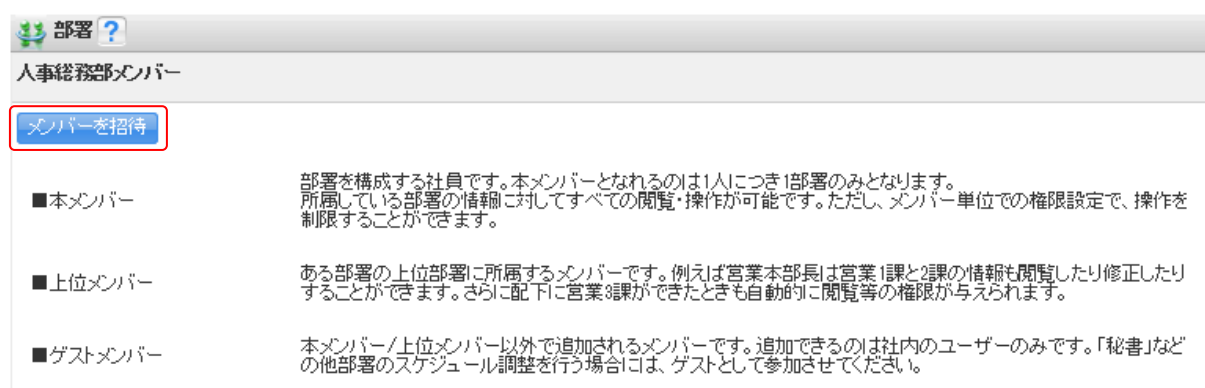 部署 ?
人事総務部メンバー
メンバーを招待
■本メンバー
部署を構成する社員です。本メンバーとなれるのは1人につき1部署のみとなります。
所属している部署の情報に対してすべての閲覧・操作が可能です。ただし、メンバー単位での権限設定で、操作を
制限することができます。
■上位メンバー
ある部署の上位部署に所属するメンバーです。例えば営業本部長は営業1課と2課の情報も閲覧したり修正したり
することができます。さらに配下に営業3課ができたときも自動的に閲覧等の権限が与えられます。
■ゲストメンバー
本メンバー/上位メンバー以外で追加されるメンバーです。追加できるのは社内のユーザーのみです。「秘書」など
の他部署のスケジュール調整を行う場合には、ゲストとして参加させてください。